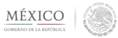 MÉXICO
GOBIERNO DE LA REPÚBLICA